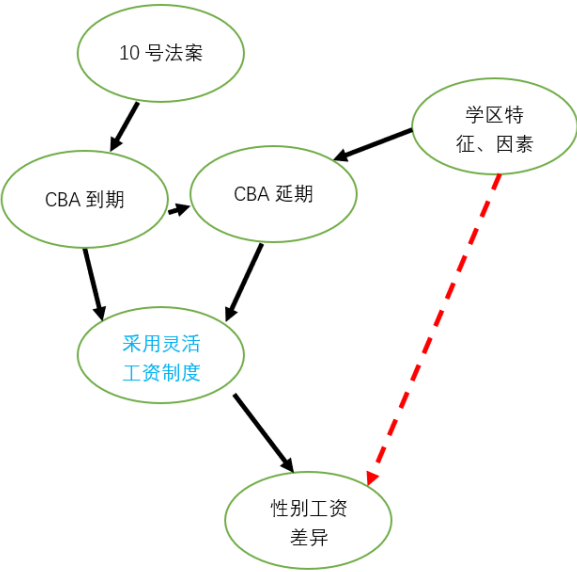 10 号法案
学区特
征、因素
CBA 到期
CBA 延期
采用灵活
工资制度
性别工资
差异